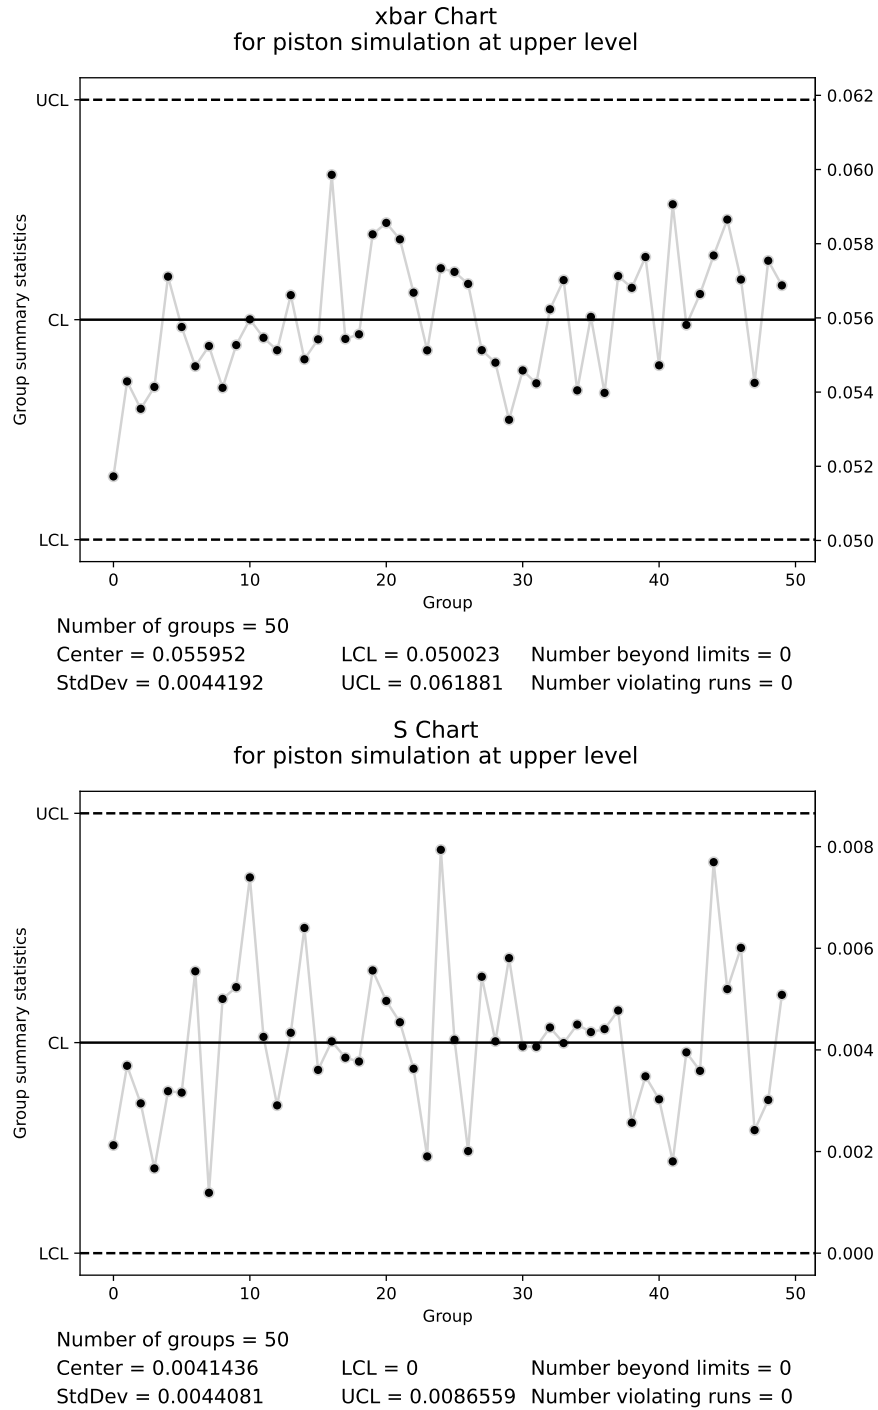 xbar Chart
for piston simulation at upper level
UCL
CL
LCL
Group summary statistics
0.062
0.060
0.058
0.056
0.054
0.052
0.050
0 10 20 30 40 50
Group
Number of groups = 50
Center = 0.055952 LCL = 0.050023 Number beyond limits = 0
StdDev = 0.0044192 UCL = 0.061881 Number violating runs = 0
S Chart
for piston simulation at upper level
UCL
CL
LCL
Group summary statistics
0.008
0.006
0.004
0.002
0.000
0 10 20 30 40 50
Group
Number of groups = 50
Center = 0.0041436 LCL = 0 Number beyond limits = 0
StdDev = 0.0044081 UCL = 0.0086559 Number violating runs = 0